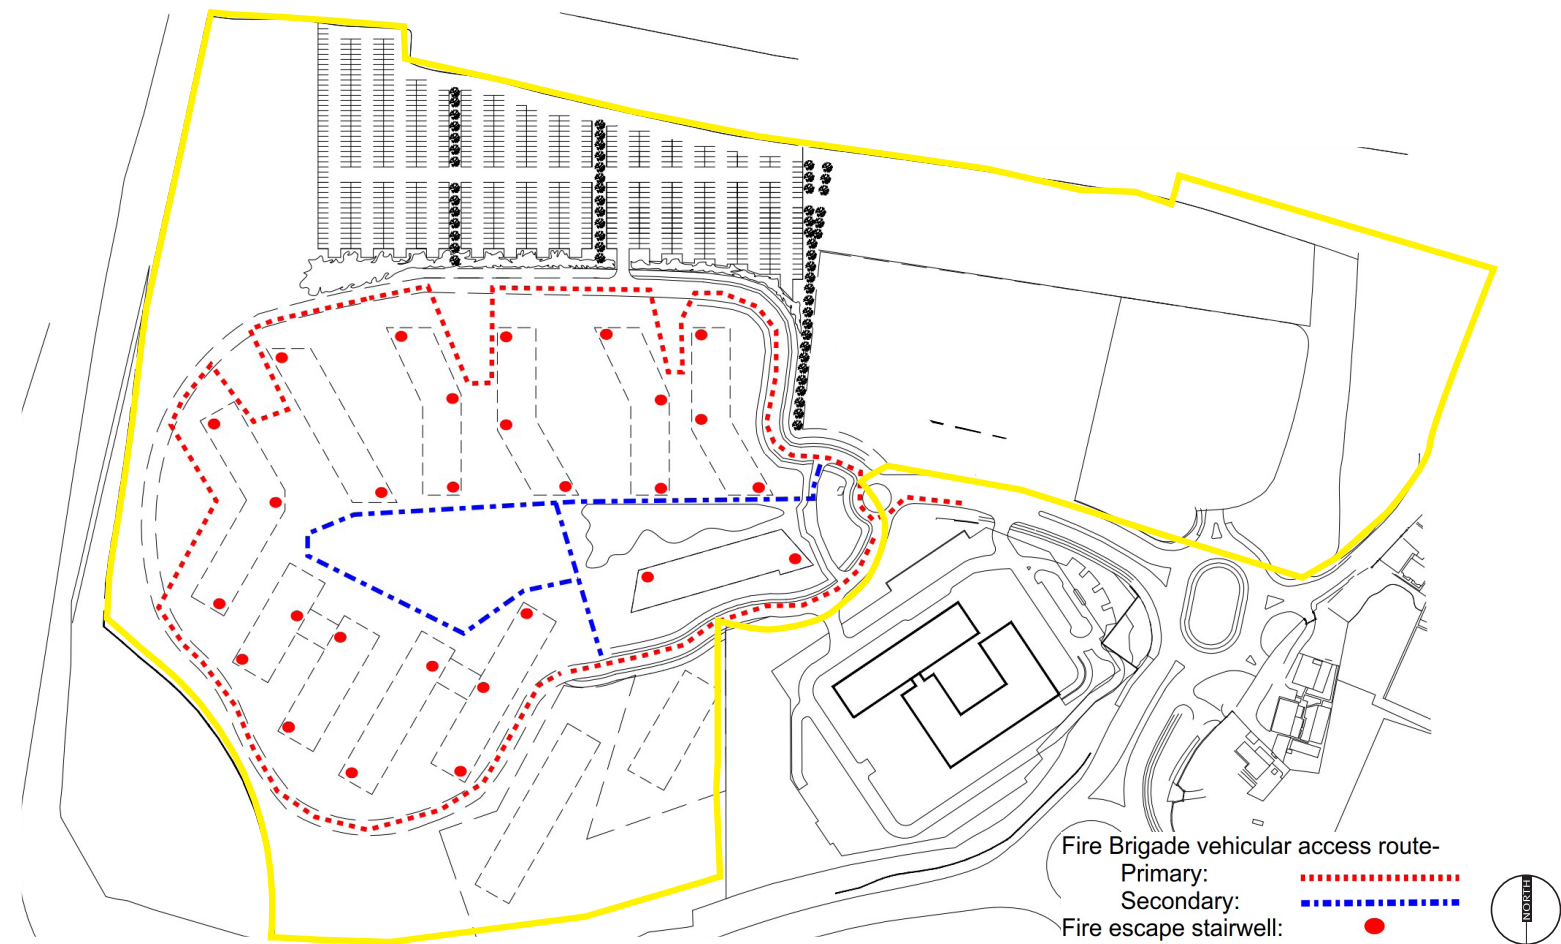 Fire Brigade vehicular access route-
Primary:
Secondary:
Fire escape stairwell:
NORTH